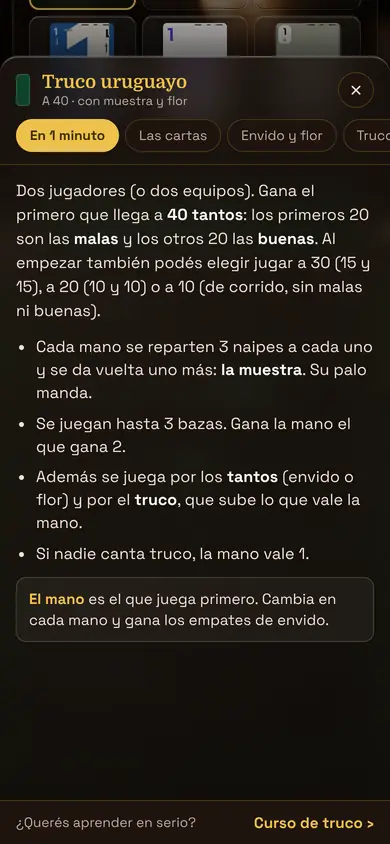 1
1
Truco uruguayo
A 40 · con muestra y flor
En 1 minuto
Las cartas
Envido y flor
Truco
Dos jugadores (o dos equipos). Gana el
primero que llega a 40 tantos: los primeros 20
son las malas y los otros 20 las buenas. Al
empezar también podés elegir jugar a 30 (15 y
15), a 20 (10 y 10) o a 10 (de corrido, sin malas
ni buenas).
• Cada mano se reparten 3 naipes a cada uno
y se da vuelta uno más: la muestra. Su palo
manda.
• Se juegan hasta 3 bazas. Gana la mano el
que gana 2.
• Además se juega por los tantos (envido o
flor) y por el truco, que sube lo que vale la
mano.
• Si nadie canta truco, la mano vale 1.
El mano es el que juega primero. Cambia en
cada mano y gana los empates de envido.
¿Querés aprender en serio?
Curso de truco >